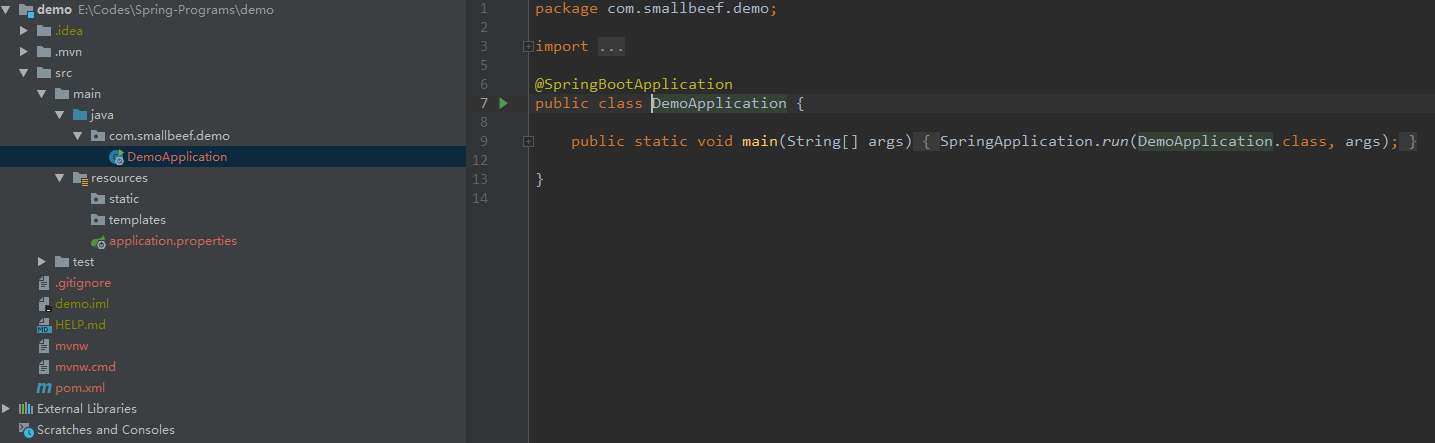 demo E:\Codes\Spring-Programs\demo
.idea
.mvn
src
main
java
com.smallbeef.demo
DemoApplication
resources
static
templates
application.properties
test
.gitignore
demo.iml
HELP.md
mvnw
mvnw.cmd
pom.xml
External Libraries
Scratches and Consoles
1 package com.smallbeef.demo;
2
3 import ...
5
6 @SpringBootApplication
7 public class DemoApplication {
8
9 public static void main(String[] args) { SpringApplication.run(DemoApplication.class, args); }
12
13 }
14